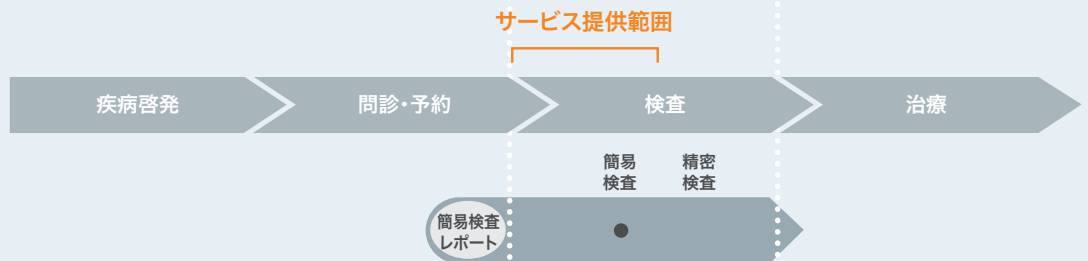 サービス提供範囲
疾病啓発
問診・予約
検査
治療
簡易
検査
精密
検査
簡易検査
レポート